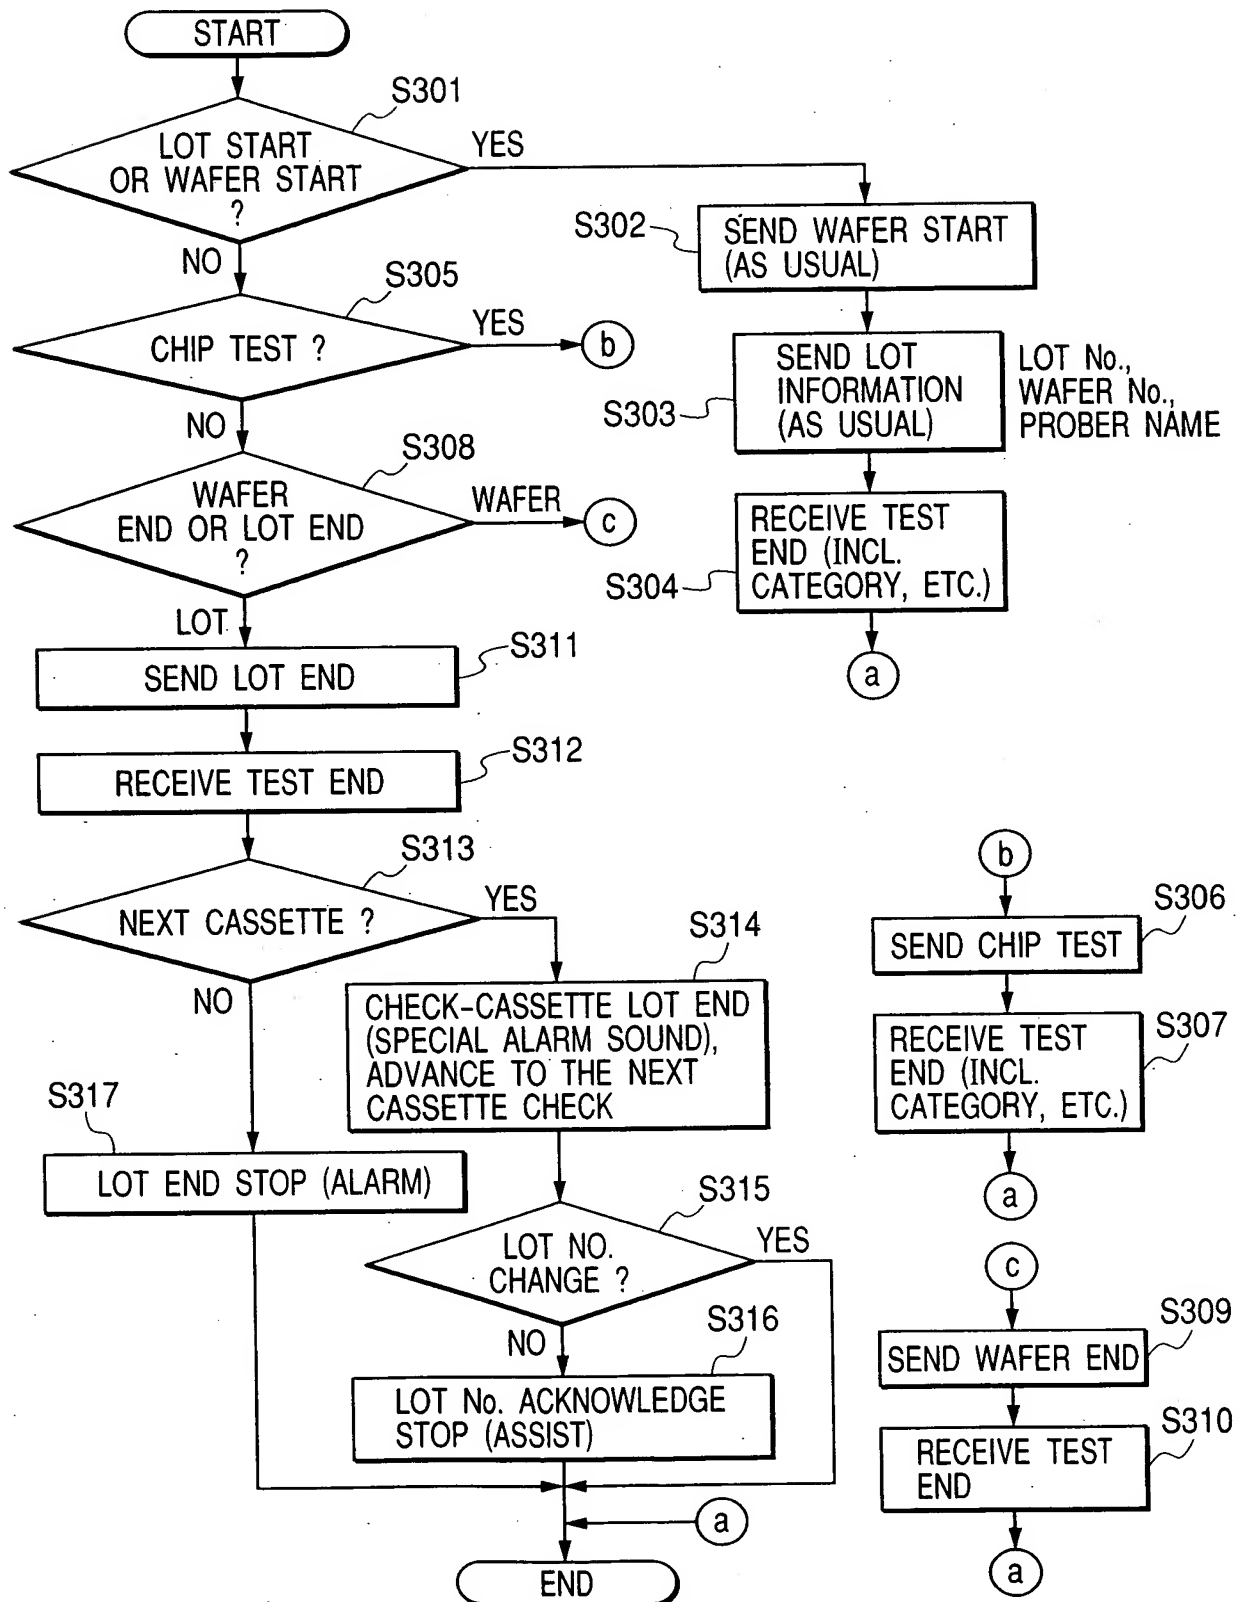 START
S301
LOT START
OR WAFER START
?
YES
NO
S302
SEND WAFER START
(AS USUAL)
S305
CHIP TEST ?
YES
b
NO
S303
SEND LOT
INFORMATION
(AS USUAL)
LOT No.,
WAFER No.,
PROBER NAME
S308
WAFER
END OR LOT END
?
WAFER
c
LOT
S304
RECEIVE TEST
END (INCL.
CATEGORY, ETC.)
a
S311
SEND LOT END
S312
RECEIVE TEST END
S313
NEXT CASSETTE ?
YES
NO
S314
CHECK-CASSETTE LOT END
(SPECIAL ALARM SOUND),
ADVANCE TO THE NEXT
CASSETTE CHECK
S317
LOT END STOP (ALARM)
S315
LOT NO.
CHANGE ?
YES
NO
S316
LOT No. ACKNOWLEDGE
STOP (ASSIST)
a
END
b
S306
SEND CHIP TEST
S307
RECEIVE TEST
END (INCL.
CATEGORY, ETC.)
a
c
S309
SEND WAFER END
S310
RECEIVE TEST
END
a